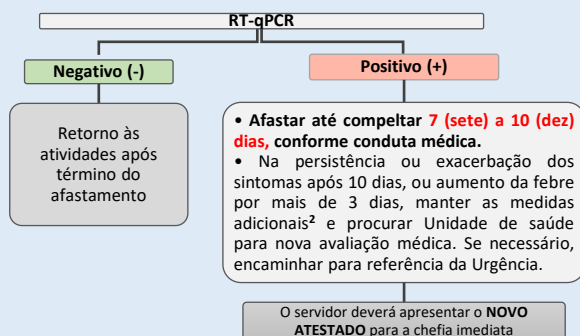 RT-qPCR
Negativo (-)
Positivo (+)
Retorno às
atividades após
término do
afastamento
• Afastar até compeltar 7 (sete) a 10 (dez)
dias, conforme conduta médica.
• Na persistência ou exacerbação dos
sintomas após 10 dias, ou aumento da febre
por mais de 3 dias, manter as medidas
adicionais² e procurar Unidade de saúde
para nova avaliação médica. Se necessário,
encaminhar para referência da Urgência.
O servidor deverá apresentar o NOVO
ATESTADO para a chefia imediata